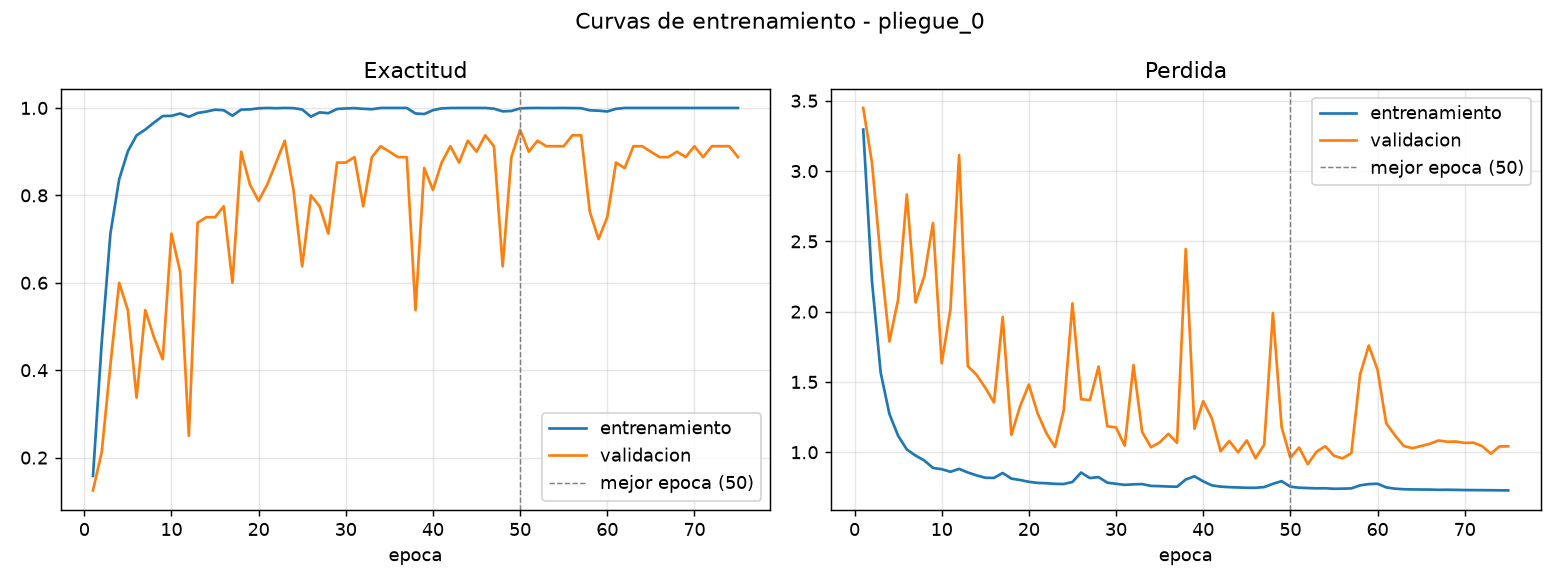 Curvas de entrenamiento - pliegue_0
Exactitud
1.0
0.8
0.6
0.4
0.2
0 10 20 30 40 50 60 70
epoca
entrenamiento
validacion
mejor epoca (50)
Perdida
3.5
3.0
2.5
2.0
1.5
1.0
0 10 20 30 40 50 60 70
epoca
entrenamiento
validacion
mejor epoca (50)